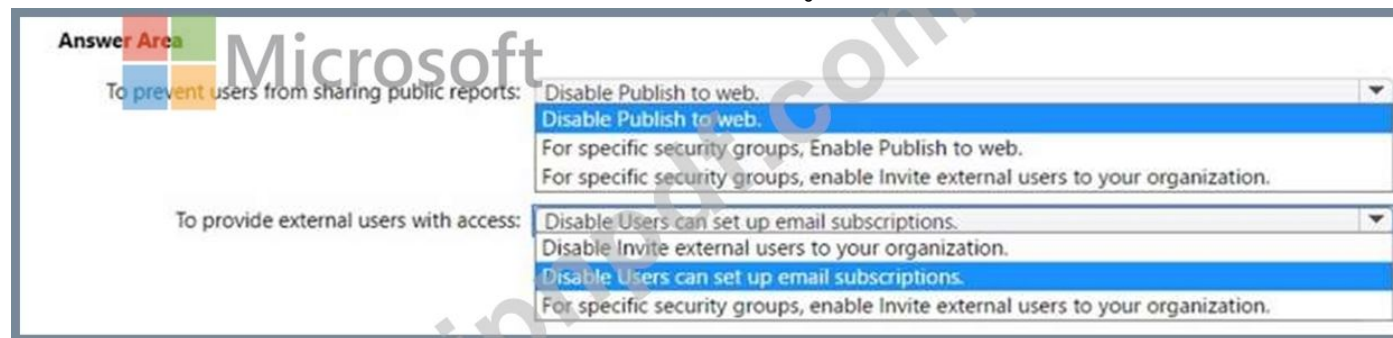 Answer Area
Microsoft
To prevent users from sharing public reports: Disable Publish to web.
Disable Publish to web.
For specific security groups, Enable Publish to web.
For specific security groups, enable Invite external users to your organization.
To provide external users with access: Disable Users can set up email subscriptions.
Disable Invite external users to your organization.
Disable Users can set up email subscriptions.
For specific security groups, enable Invite external users to your organization.